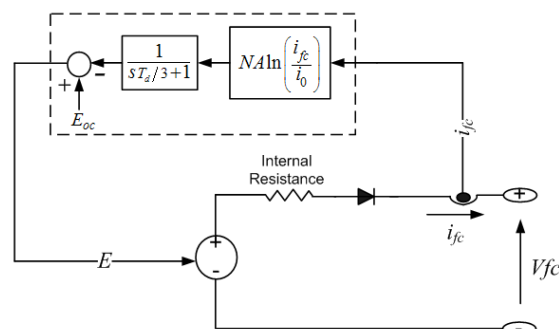 1
sT_d/3+1
NA ln(i_fc/i_0)
+
−
E_oc
i_fc
Internal
Resistance
+
i_fc
E
+
-
Vfc
-